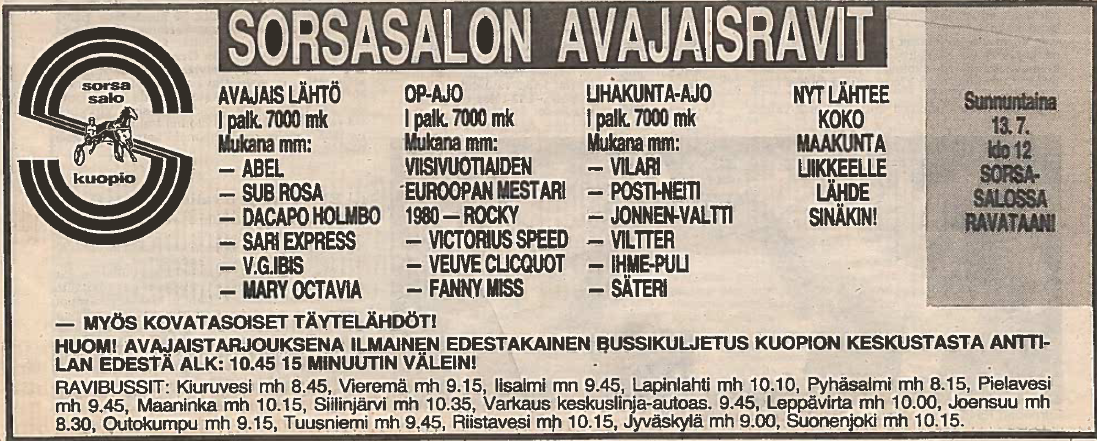 SORSASALON AVAJAISRAVIT
sorsa
salo
kuopio
AVAJAIS LÄHTÖ
I palk. 7000 mk
Mukana mm:
— ABEL
— SUB ROSA
— DACAPO HOLMBO
— SARI EXPRESS
— V.G.IBIS
— MARY OCTAVIA
OP-AJO
I palk. 7000 mk
Mukana mm:
VIISIVUOTIAIDEN
EUROOPAN MESTARI
1980 — ROCKY
— VICTORIUS SPEED
— VEUVE CLICQUOT
— FANNY MISS
LIHAKUNTA-AJO
I palk. 7000 mk
Mukana mm:
— VILARI
— POSTI-NEITI
— JONNEN-VALTTI
— VILTTER
— IHME-PULI
— SÄTERI
NYT LÄHTEE
KOKO
MAAKUNTA
LIIKKEELLE
LÄHDE
SINÄKIN!
Sunnuntaina
13.7.
klo 12
SORSA-
SALOSSA
RAVATAAN!
— MYÖS KOVATASOISET TÄYTELÄHDÖT!
HUOM! AVAJAISTARJOUKSENA ILMAINEN EDESTAKAINEN BUSSIKULJETUS KUOPION KESKUSTASTA ANTTI-
LAN EDESTÄ ALK: 10.45 15 MINUUTIN VÄLEIN!
RAVIBUSSIT: Kiuruvesi mh 8.45, Vieremä mh 9.15, Iisalmi mn 9.45, Lapinlahti mh 10.10, Pyhäsalmi mh 8.15, Pielavesi
mh 9.45, Maaninka mh 10.15, Siilinjärvi mh 10.35, Varkaus keskuslinja-autoas. 9.45, Leppävirta mh 10.00, Joensuu mh
8.30, Outokumpu mh 9.15, Tuusniemi mh 9.45, Riistavesi mh 10.15, Jyväskylä mh 9.00, Suonenjoki mh 10.15.